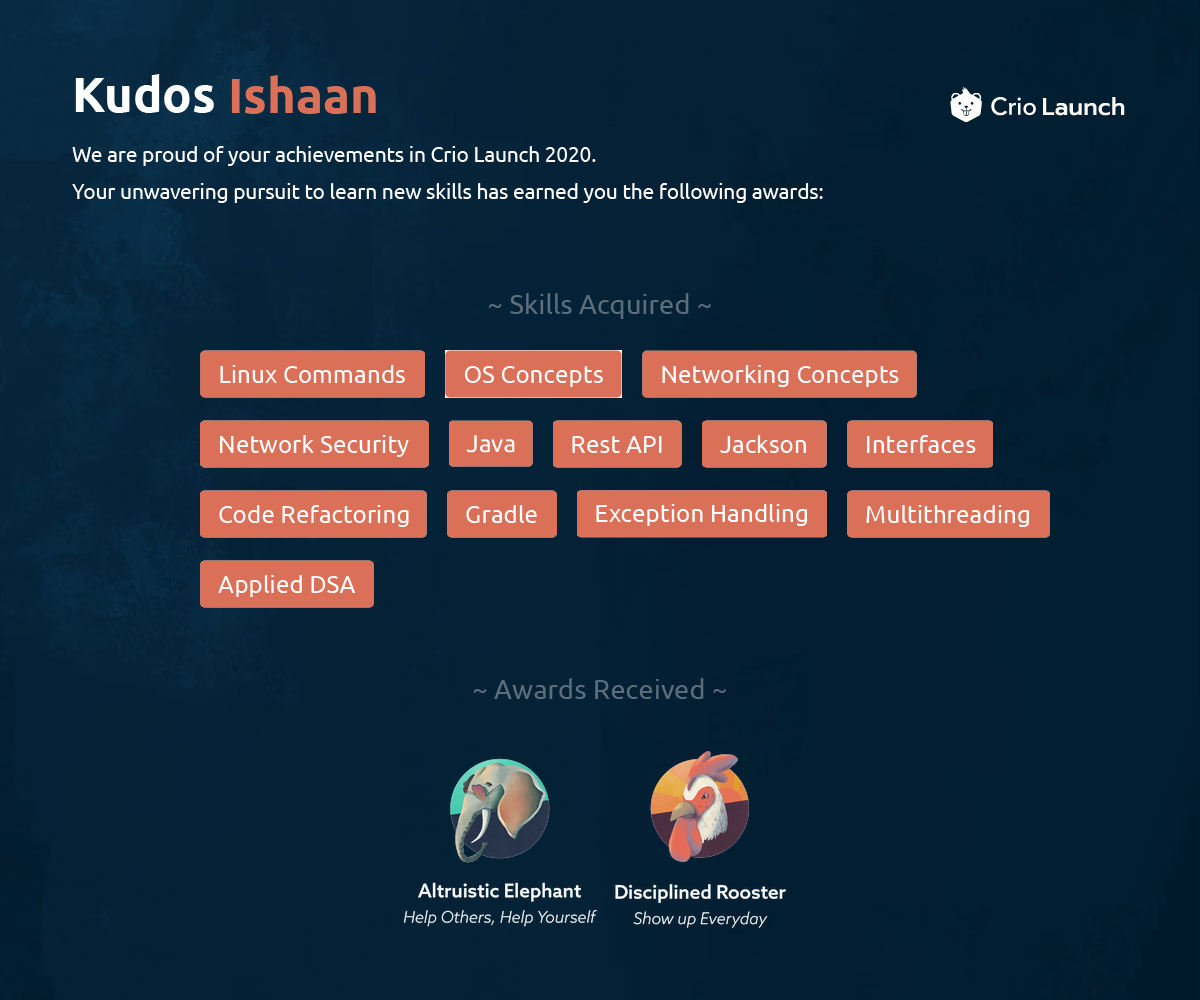 Kudos Ishaan
Crio Launch
We are proud of your achievements in Crio Launch 2020.
Your unwavering pursuit to learn new skills has earned you the following awards:
~ Skills Acquired ~
Linux Commands OS Concepts Networking Concepts
Network Security Java Rest API Jackson Interfaces
Code Refactoring Gradle Exception Handling Multithreading
Applied DSA
~ Awards Received ~
Altruistic Elephant Disciplined Rooster
Help Others, Help Yourself Show up Everyday